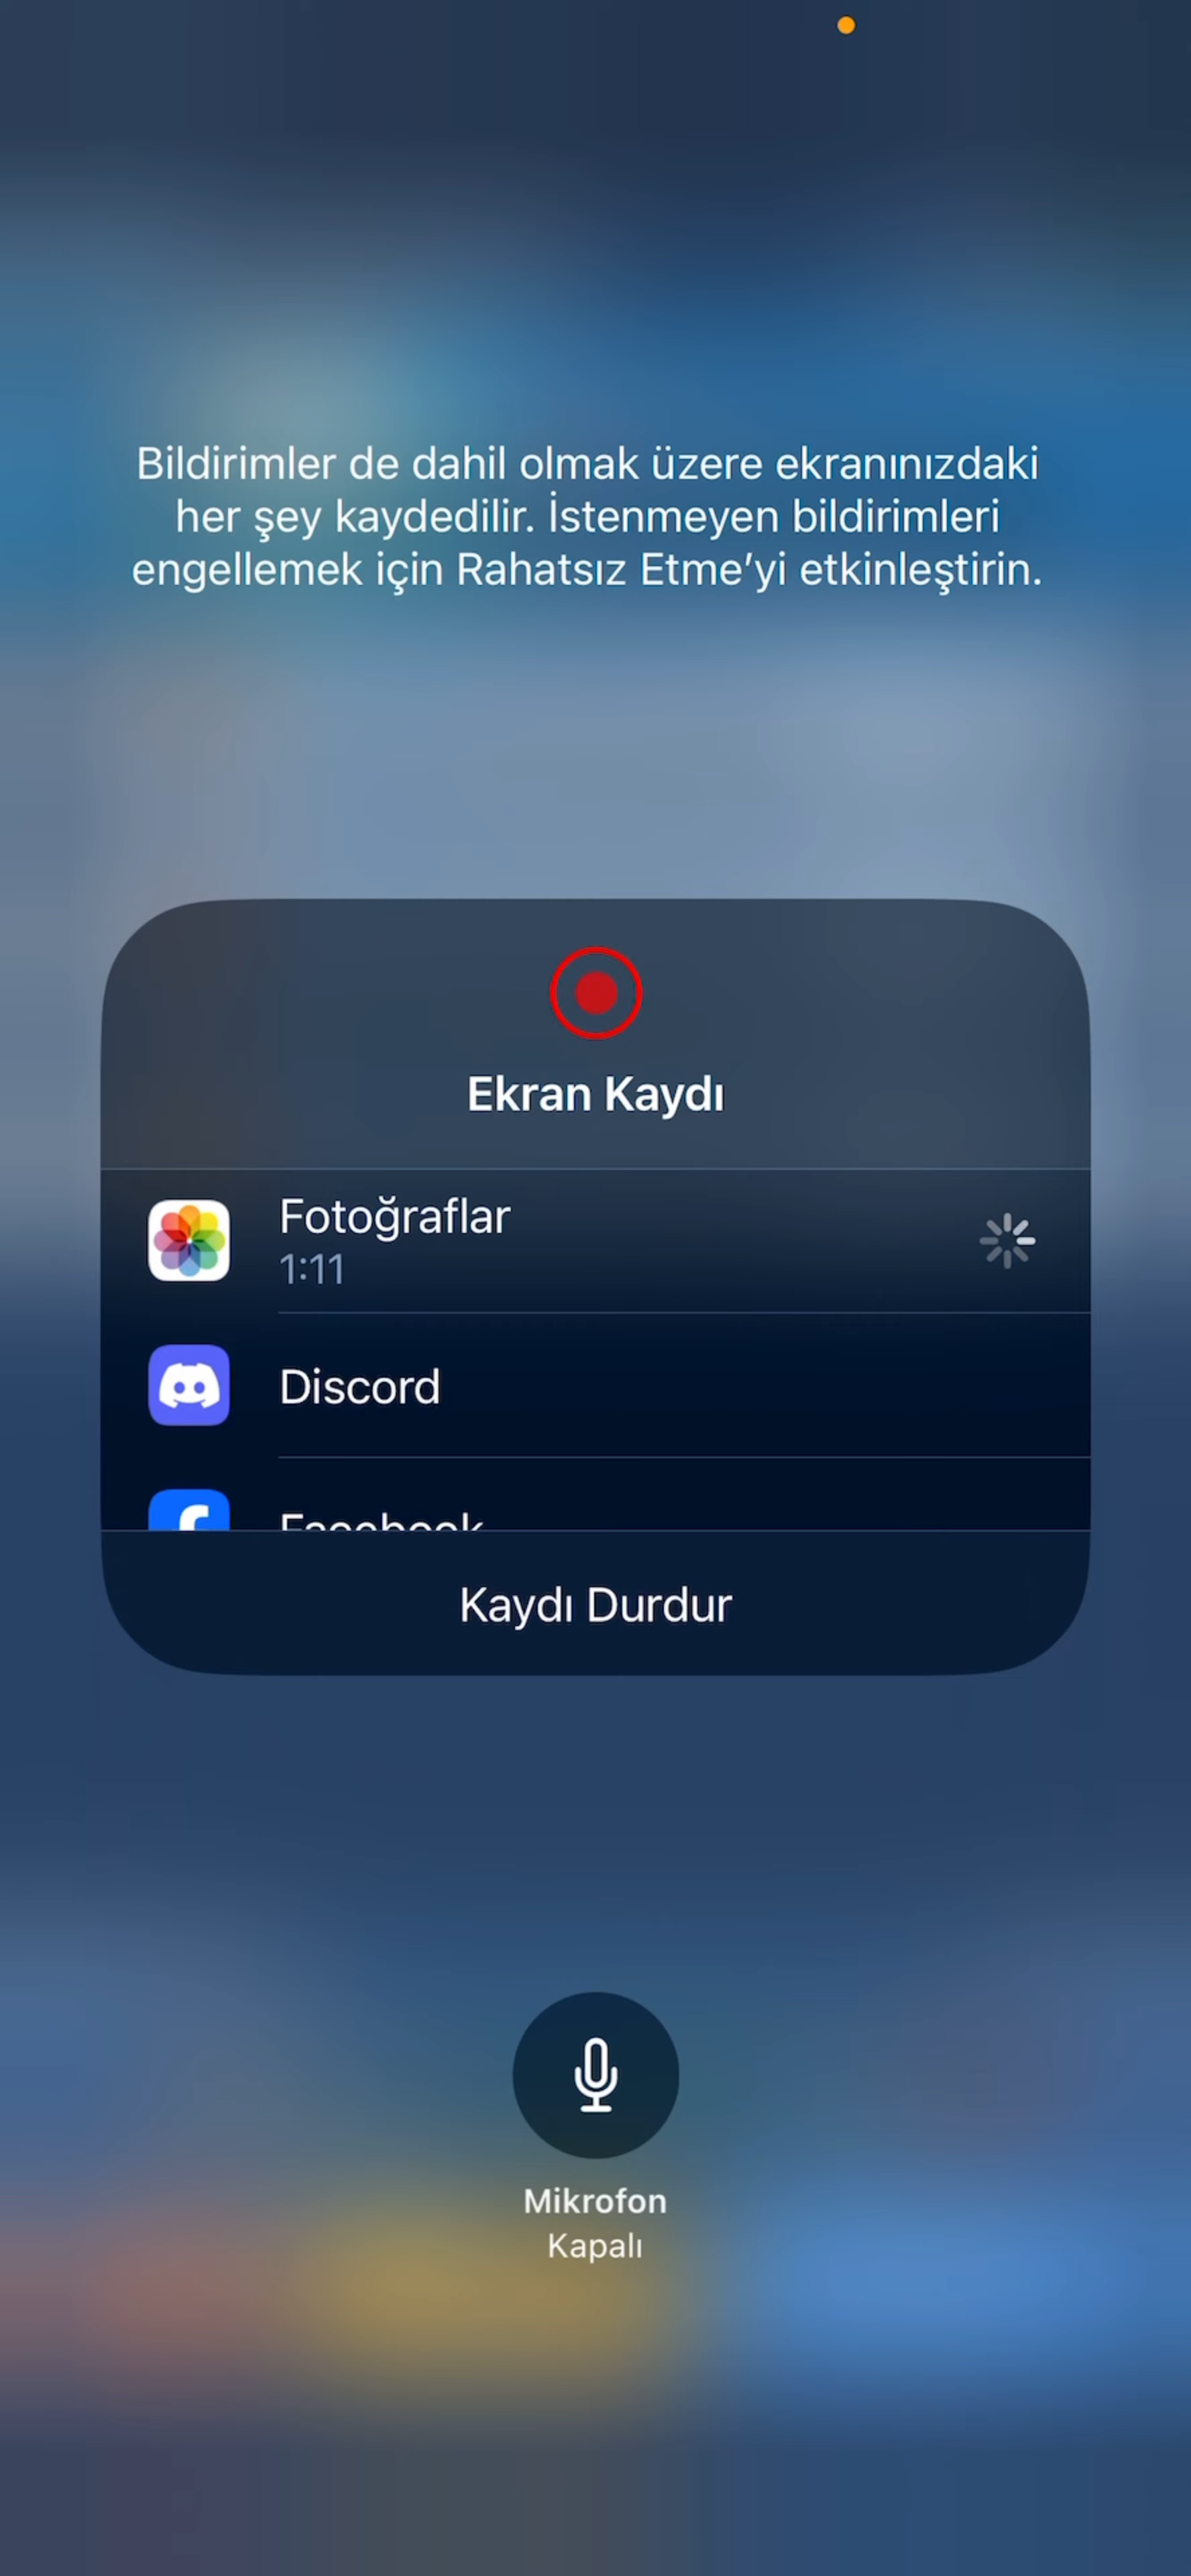 Bildirimler de dahil olmak üzere ekranınızdaki
her şey kaydedilir. İstenmeyen bildirimleri
engellemek için Rahatsız Etme’yi etkinleştirin.
Ekran Kaydı
Fotoğraflar
1:11
Discord
Facebook
Kaydı Durdur
Mikrofon
Kapalı